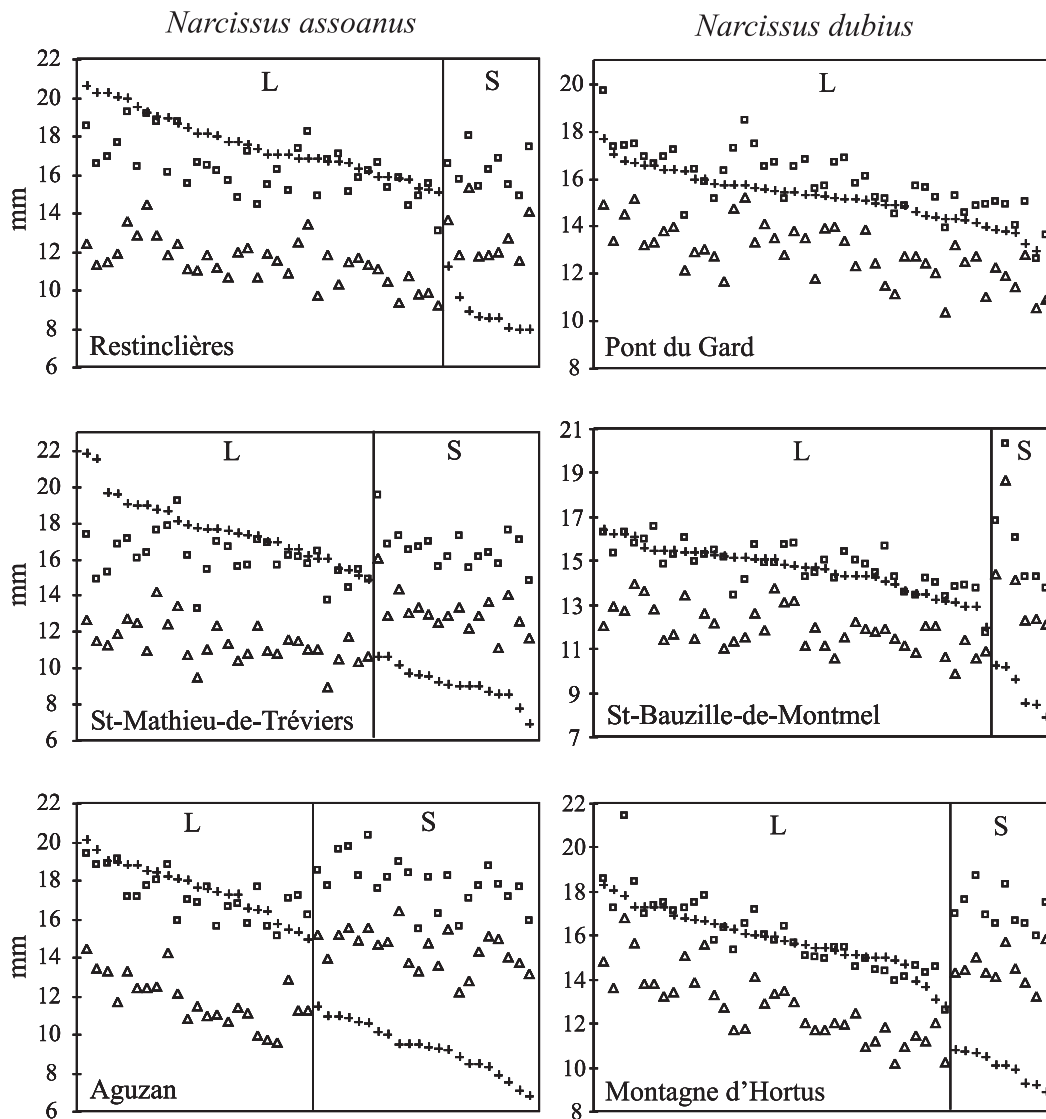 Narcissus assoanus
Narcissus dubius
22
20
18
16
14
12
10
8
6
mm
L
S
Restinclières
20
18
16
14
12
10
8
L
Pont du Gard
22
20
18
16
14
12
10
8
6
mm
L
S
St-Mathieu-de-Tréviers
21
19
17
15
13
11
9
7
L
S
St-Bauzille-de-Montmel
22
20
18
16
14
12
10
8
6
mm
L
S
Aguzan
22
20
18
16
14
12
10
8
L
S
Montagne d'Hortus